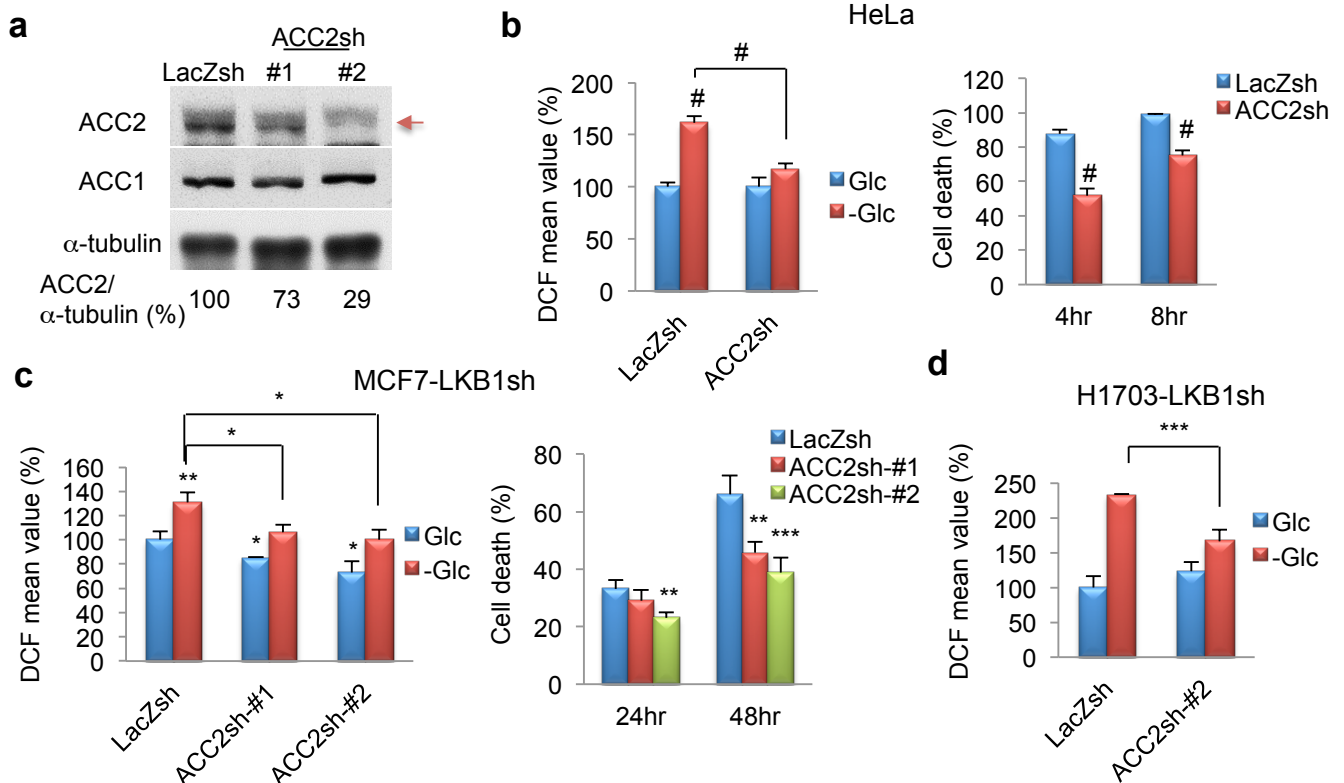 a
ACC2sh
LacZsh #1 #2
ACC2
ACC1
α-tubulin
ACC2/
α-tubulin (%)
100 73 29
b
HeLa
DCF mean value (%)
200
150
100
50
0
#
#
LacZsh
ACC2sh
Glc
-Glc
Cell death (%)
120
100
80
60
40
20
0
#
#
4hr
8hr
LacZsh
ACC2sh
c
MCF7-LKB1sh
DCF mean value (%)
160
140
120
100
80
60
40
20
0
*
*
**
*
*
LacZsh
ACC2sh-#1
ACC2sh-#2
Glc
-Glc
Cell death (%)
80
60
40
20
0
**
**
***
24hr
48hr
LacZsh
ACC2sh-#1
ACC2sh-#2
d
H1703-LKB1sh
DCF mean value (%)
250
200
150
100
50
0
***
LacZsh
ACC2sh-#2
Glc
-Glc